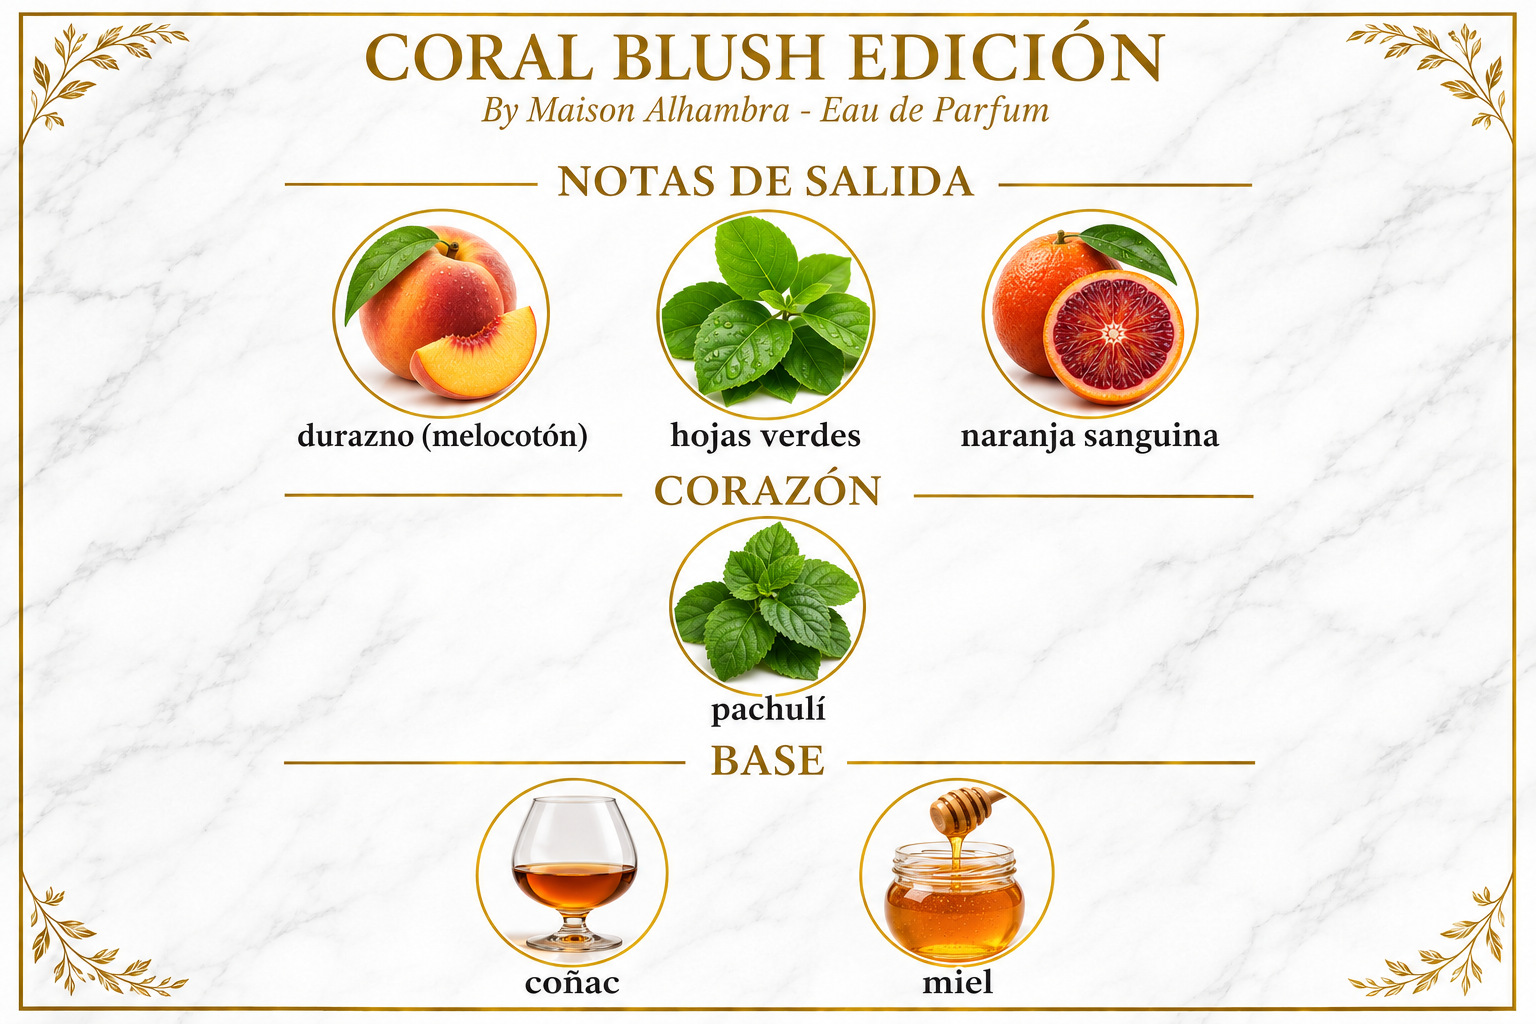 CORAL BLUSH EDICIÓN
By Maison Alhambra - Eau de Parfum
NOTAS DE SALIDA
durazno (melocotón)
hojas verdes
naranja sanguina
CORAZÓN
pachulí
BASE
coñac
miel